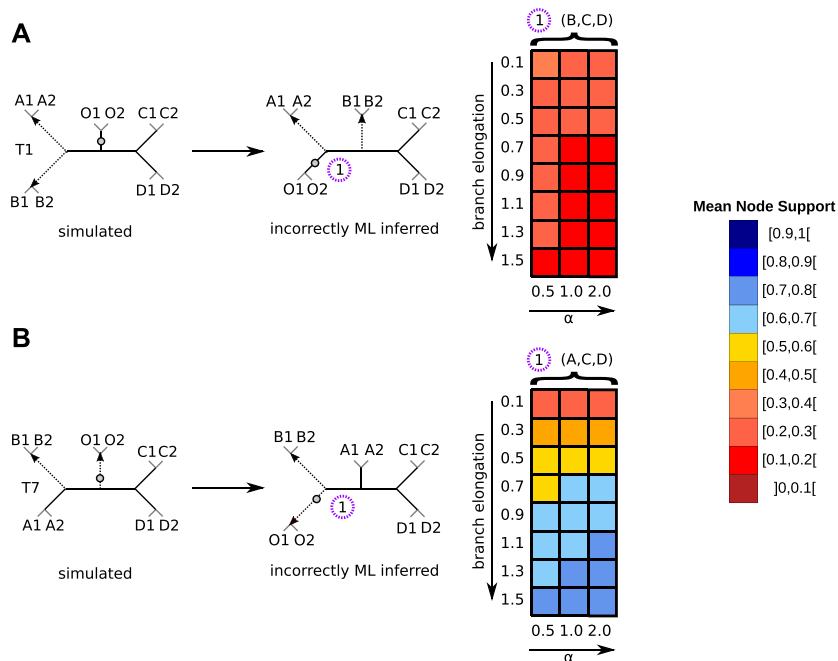 A
1 (B,C,D)
A1 A2
O1 O2
C1 C2
T1
B1 B2
D1 D2
simulated
A1 A2
B1 B2
C1 C2
O1 O2
1
D1 D2
incorrectly ML inferred
branch elongation
0.1
0.3
0.5
0.7
0.9
1.1
1.3
1.5
0.5 1.0 2.0
α
Mean Node Support
[0.9,1[
[0.8,0.9[
[0.7,0.8[
[0.6,0.7[
[0.5,0.6[
[0.4,0.5[
[0.3,0.4[
[0.2,0.3[
[0.1,0.2[
]0,0.1[
B
1 (A,C,D)
B1 B2
O1 O2
C1 C2
T7
A1 A2
D1 D2
simulated
B1 B2
A1 A2
C1 C2
1
O1 O2
D1 D2
incorrectly ML inferred
branch elongation
0.1
0.3
0.5
0.7
0.9
1.1
1.3
1.5
0.5 1.0 2.0
α